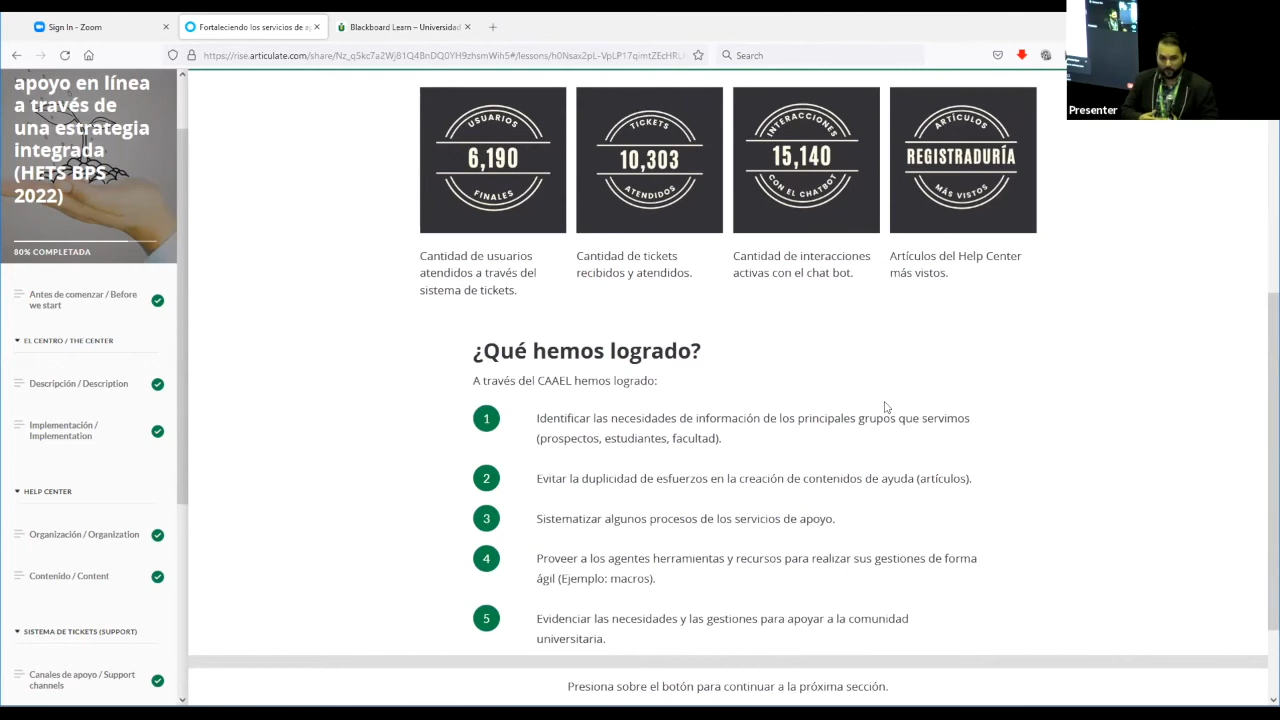 Sign In - Zoom
Fortaleciendo los servicios de a
Blackboard Learn – Universidad
Search
Presenter
apoyo en línea
a través de
una estrategia
integrada
(HETS BPS
2022)
80% COMPLETADA
Antes de comenzar / Before
we start
EL CENTRO / THE CENTER
Descripción / Description
Implementación /
Implementation
HELP CENTER
Organización / Organization
Contenido / Content
SISTEMA DE TICKETS (SUPPORT)
Canales de apoyo / Support
channels
USUARIOS
6,190
FINALES
TICKETS
10,303
ATENDIDOS
INTERACCIONES
15,140
CON EL CHATBOT
ARTÍCULOS
REGISTRADURÍA
MÁS VISTOS
Cantidad de usuarios
atendidos a través del
sistema de tickets.
Cantidad de tickets
recibidos y atendidos.
Cantidad de interacciones
activas con el chat bot.
Artículos del Help Center
más vistos.
¿Qué hemos logrado?
A través del CAAEL hemos logrado:
1 Identificar las necesidades de información de los principales grupos que servimos
(prospectos, estudiantes, facultad).
2 Evitar la duplicidad de esfuerzos en la creación de contenidos de ayuda (artículos).
3 Sistematizar algunos procesos de los servicios de apoyo.
4 Proveer a los agentes herramientas y recursos para realizar sus gestiones de forma
ágil (Ejemplo: macros).
5 Evidenciar las necesidades y las gestiones para apoyar a la comunidad
universitaria.
Presiona sobre el botón para continuar a la próxima sección.